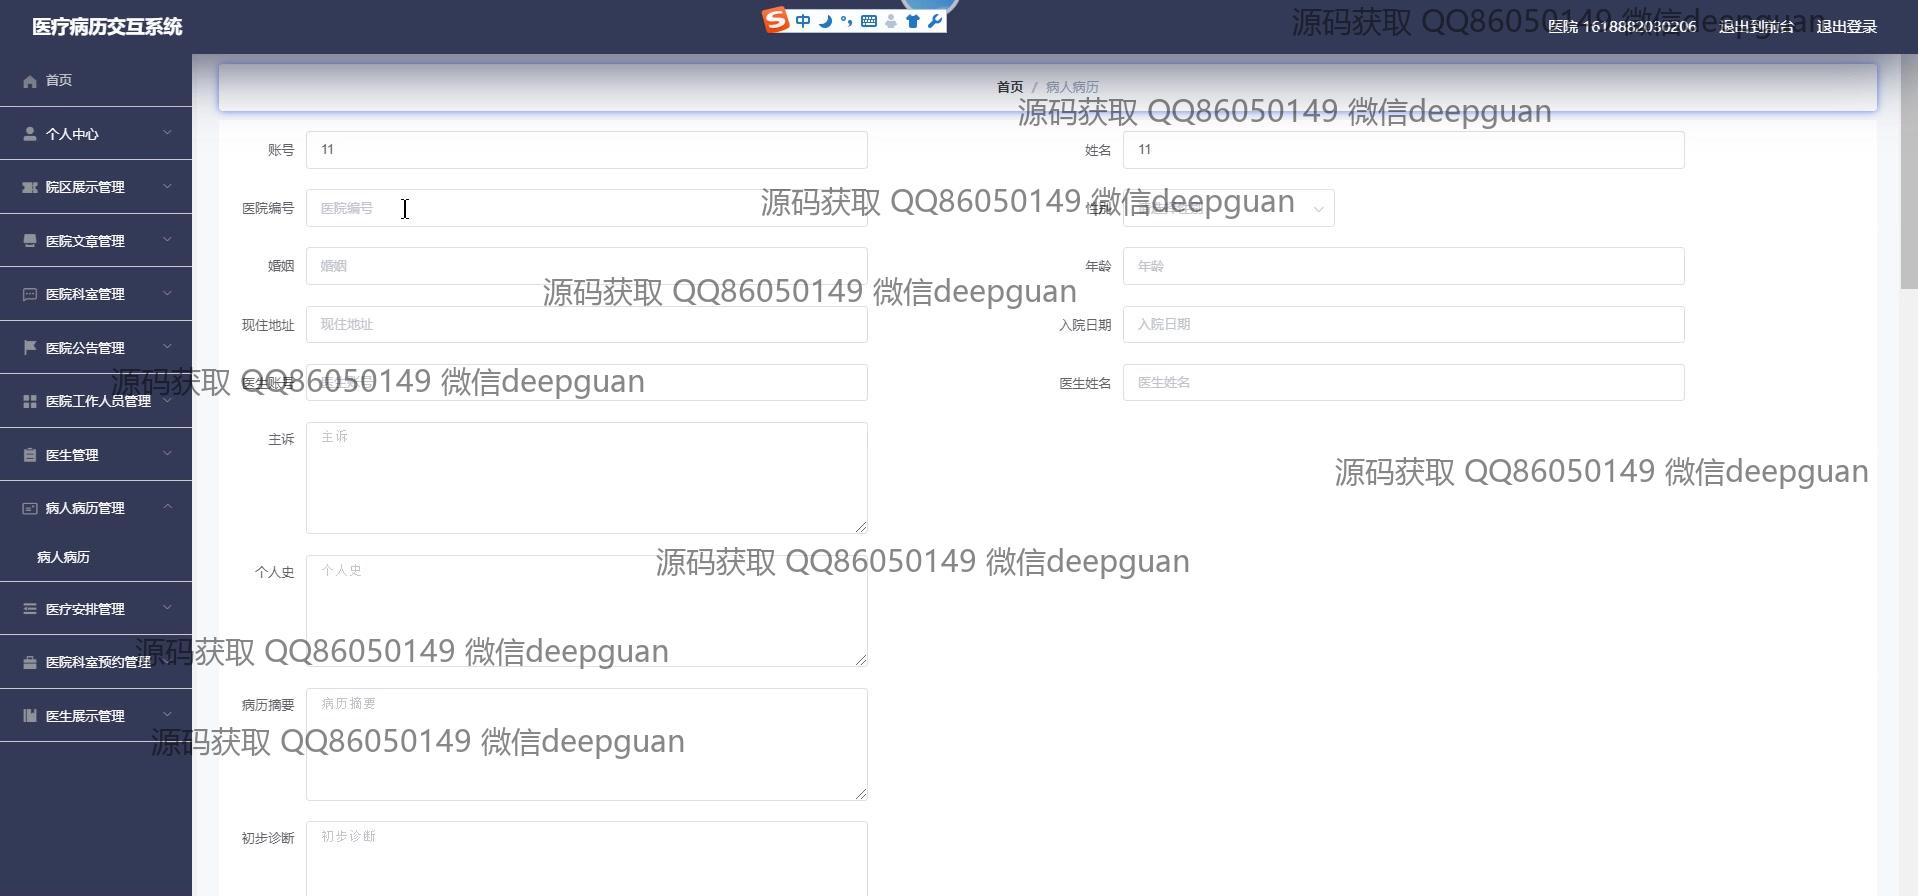 医疗病历交互系统
中
医院 1618882030206 退出到前台 退出登录
源码获取 QQ86050149 微信deepguan
首页
个人中心
院区展示管理
医院文章管理
医院科室管理
医院公告管理
医院工作人员管理
医生管理
病人病历管理
病人病历
医疗安排管理
医院科室预约管理
医生展示管理
首页 / 病人病历
源码获取 QQ86050149 微信deepguan
账号 11 姓名 11
医院编号 医院编号 性别
源码获取 QQ86050149 微信deepguan
婚姻 婚姻 年龄 年龄
源码获取 QQ86050149 微信deepguan
现住地址 现住地址 入院日期 入院日期
医生账号 医生账号 医生姓名 医生姓名
源码获取 QQ86050149 微信deepguan
主诉 主诉
源码获取 QQ86050149 微信deepguan
个人史 个人史
源码获取 QQ86050149 微信deepguan
源码获取 QQ86050149 微信deepguan
病历摘要 病历摘要
源码获取 QQ86050149 微信deepguan
初步诊断 初步诊断